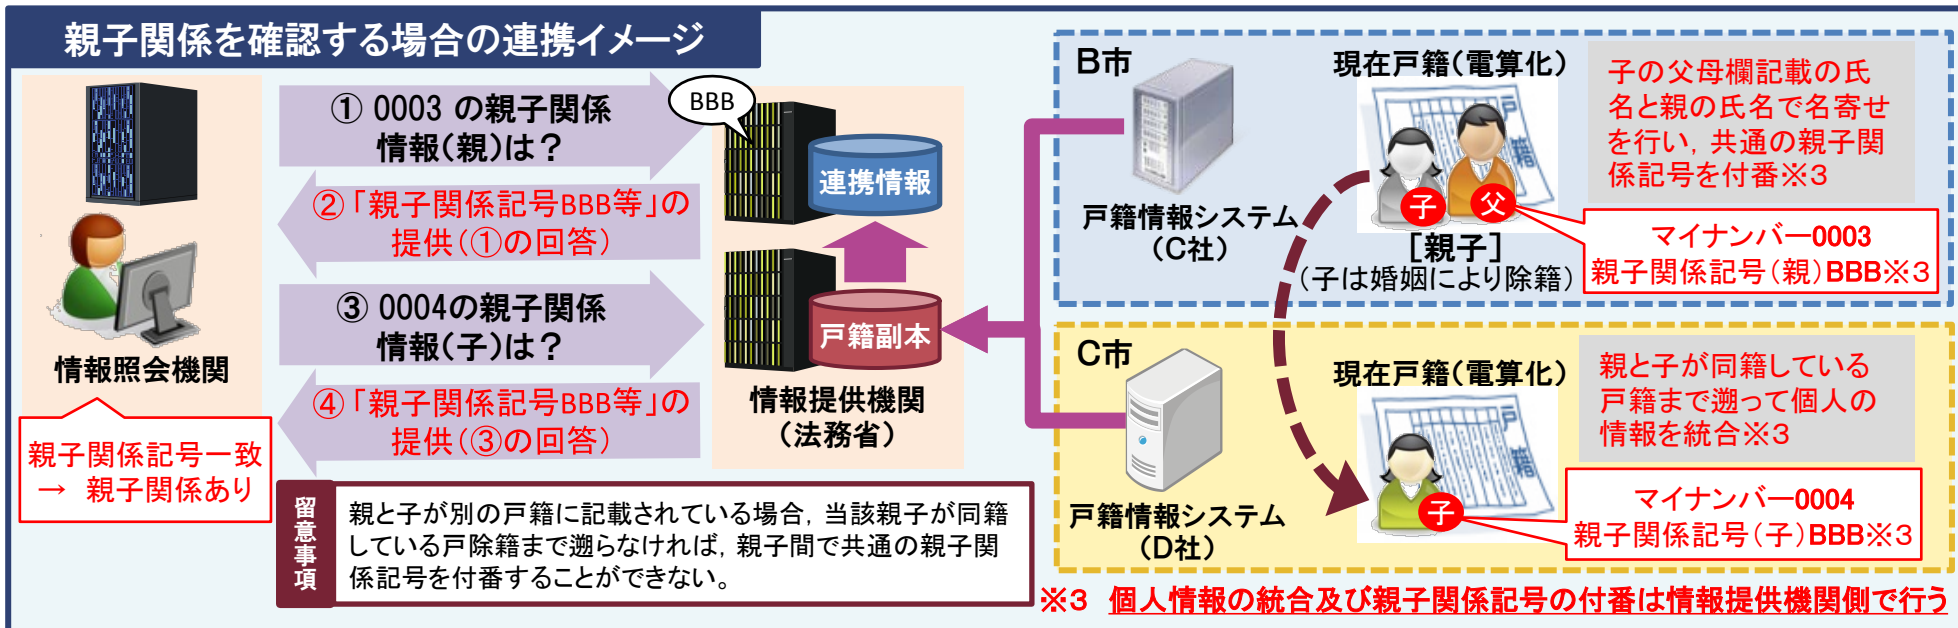 親子関係を確認する場合の連携イメージ
① 0003 の親子関係
情報(親)は？
②「親子関係記号BBB等」の
提供(①の回答)
③ 0004の親子関係
情報(子)は？
④「親子関係記号BBB等」の
提供(③の回答)
情報照会機関
親子関係記号一致
→ 親子関係あり
BBB
連携情報
戸籍副本
情報提供機関
(法務省)
留意事項
親と子が別の戸籍に記載されている場合，当該親子が同籍
している戸除籍まで遡らなければ，親子間で共通の親子関
係記号を付番することができない。
B市
戸籍情報システム
(C社)
現在戸籍(電算化)
戸籍
子
父
[親子]
(子は婚姻により除籍)
子の父母欄記載の氏
名と親の氏名で名寄せ
を行い，共通の親子関
係記号を付番※3
マイナンバー0003
親子関係記号(親)BBB※3
C市
戸籍情報システム
(D社)
現在戸籍(電算化)
戸籍
子
親と子が同籍している
戸籍まで遡って個人の
情報を統合※3
マイナンバー0004
親子関係記号(子)BBB※3
※3 個人情報の統合及び親子関係記号の付番は情報提供機関側で行う